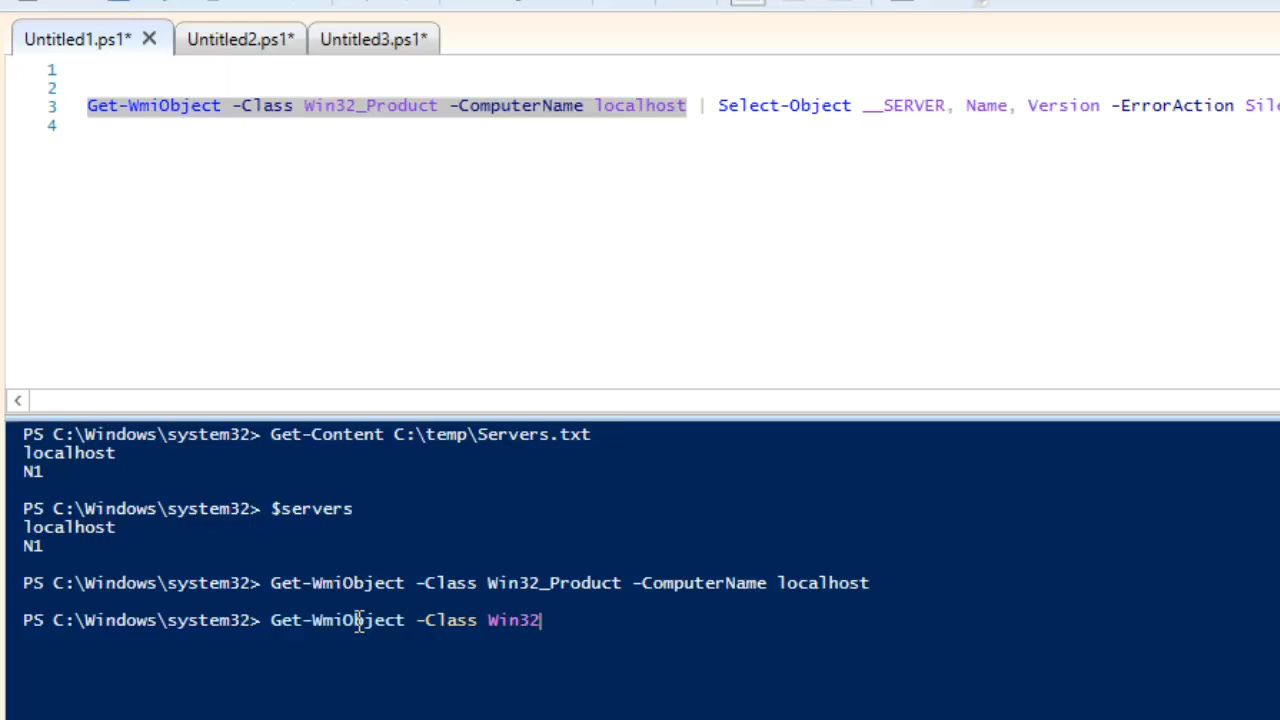 Untitled1.ps1* Untitled2.ps1* Untitled3.ps1*
1
2
3 Get-WmiObject -Class Win32_Product -ComputerName localhost | Select-Object __SERVER, Name, Version -ErrorAction Sile
4
PS C:\Windows\system32> Get-Content C:\temp\Servers.txt
localhost
N1
PS C:\Windows\system32> $servers
localhost
N1
PS C:\Windows\system32> Get-WmiObject -Class Win32_Product -ComputerName localhost
PS C:\Windows\system32> Get-WmiObject -Class Win32